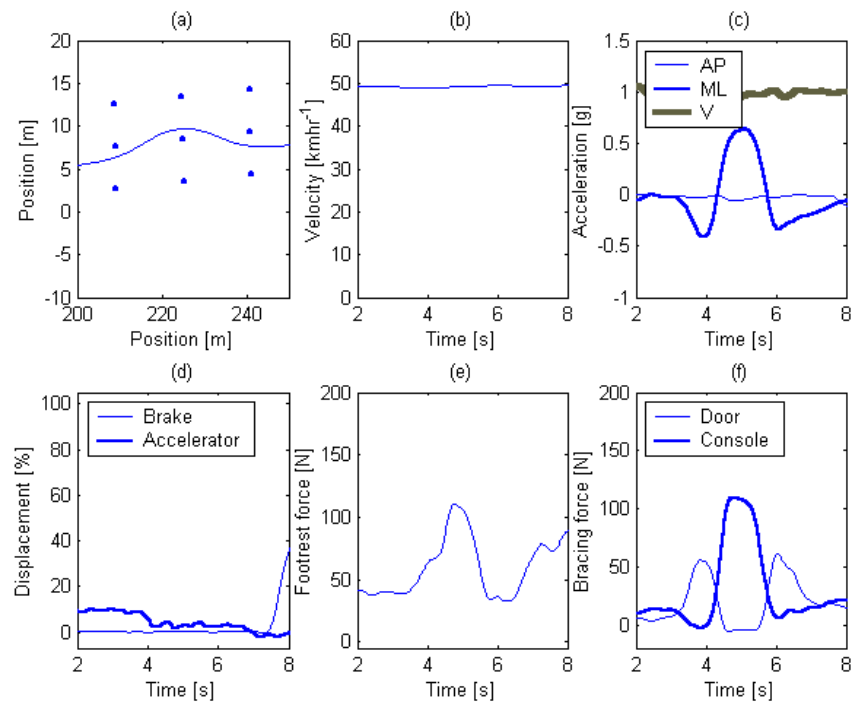 (a)
(b)
(c)
Position [m]
20
15
10
5
0
5
-10
200
220
240
Position [m]
Velocity [kmhr-1]
60
50
40
30
20
10
0
2
4
6
8
Time [s]
Acceleration [g]
1.5
1
0.5
0
-0.5
-1
AP
ML
V
2
4
6
8
Time [s]
(d)
(e)
(f)
Displacement [%]
100
80
60
40
20
0
Brake
Accelerator
2
4
6
8
Time [s]
Footrest force [N]
200
150
100
50
0
2
4
6
8
Time [s]
Bracing force [N]
200
150
100
50
0
Door
Console
2
4
6
8
Time [s]